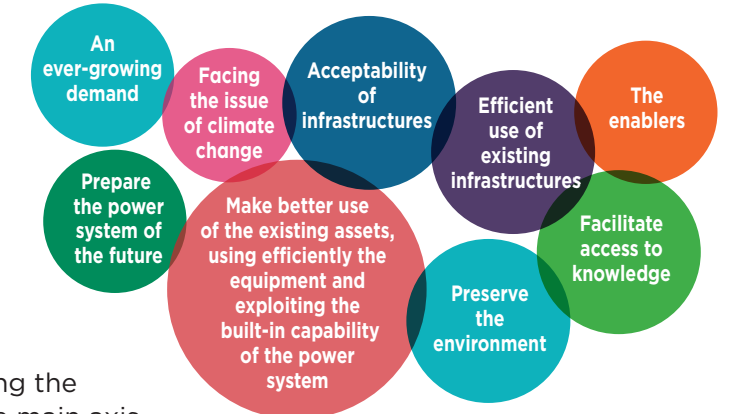 An
ever-growing
demand
Facing
the issue
of climate
change
Acceptability
of
infrastructures
Efficient
use of
existing
infrastructures
The
enablers
Prepare
the power
system of
the future
Make better use
of the existing assets,
using efficiently the
equipment and
exploiting the
built-in capability
of the power
system
Preserve
the
environment
Facilitate
access to
knowledge
ng the
main axis